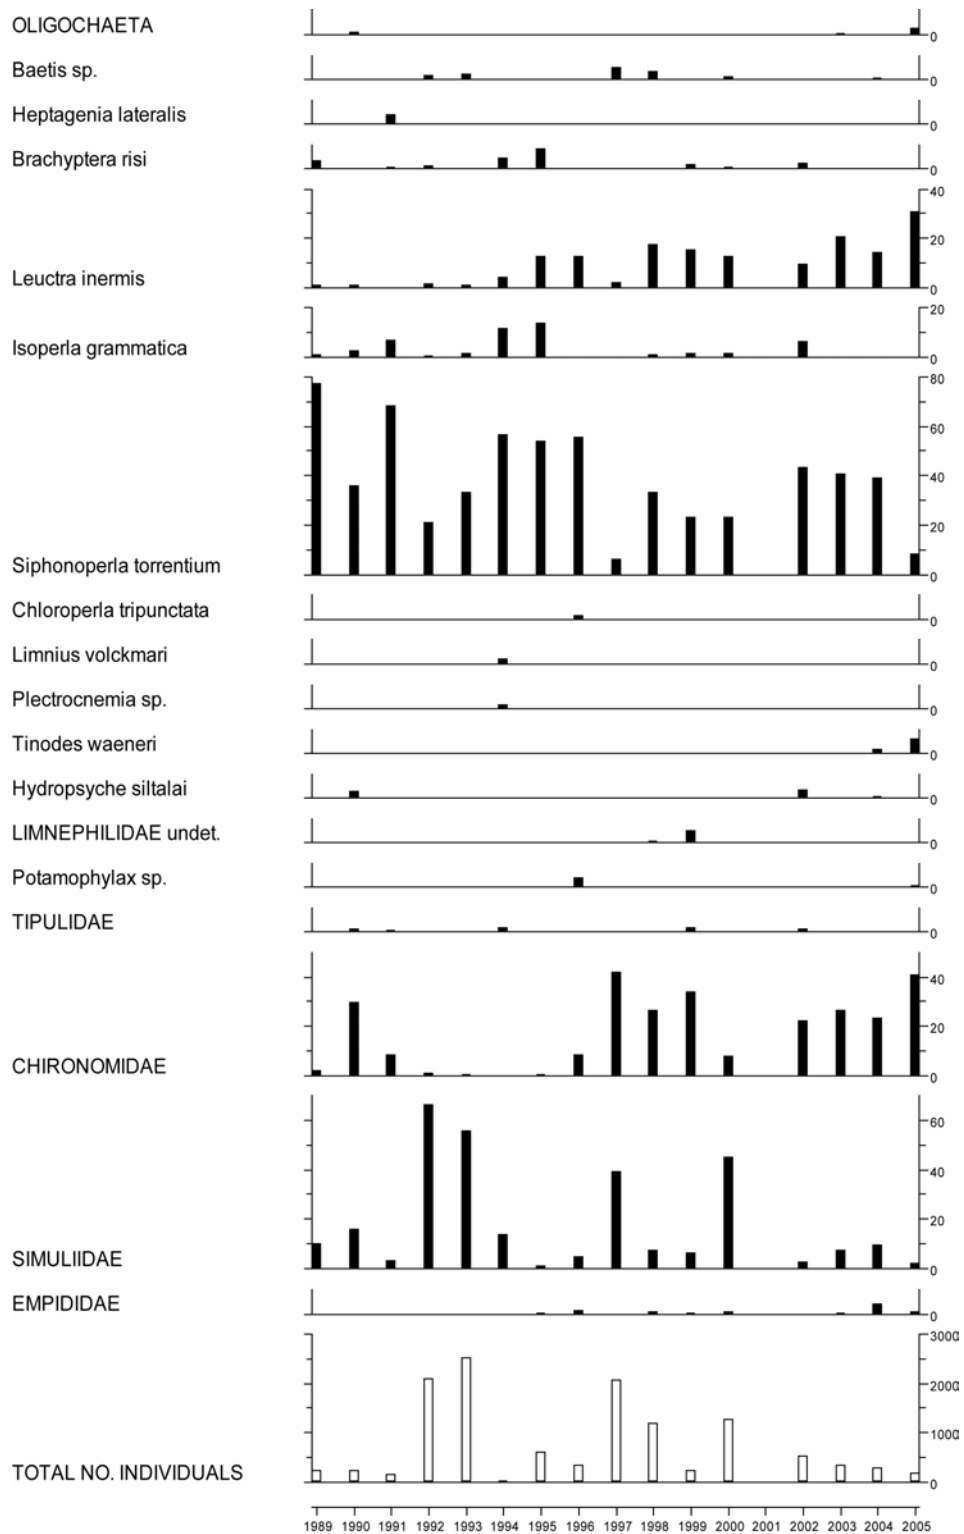 OLIGOCHAETA
0
Baetis sp.
0
Heptagenia lateralis
0
Brachyptera risi
0
40
20
Leuctra inermis
0
20
Isoperla grammatica
0
80
60
40
20
Siphonoperla torrentium
0
Chloroperla tripunctata
0
Limnius volckmari
0
Plectrocnemia sp.
0
Tinodes waeneri
0
Hydropsyche siltalai
0
LIMNEPHILIDAE undet.
0
Potamophylax sp.
0
TIPULIDAE
0
40
20
CHIRONOMIDAE
0
60
40
20
SIMULIIDAE
0
EMPIDIDAE
0
3000
2000
1000
TOTAL NO. INDIVIDUALS
0
1989 1990 1991 1992 1993 1994 1995 1996 1997 1998 1999 2000 2001 2002 2003 2004 2005